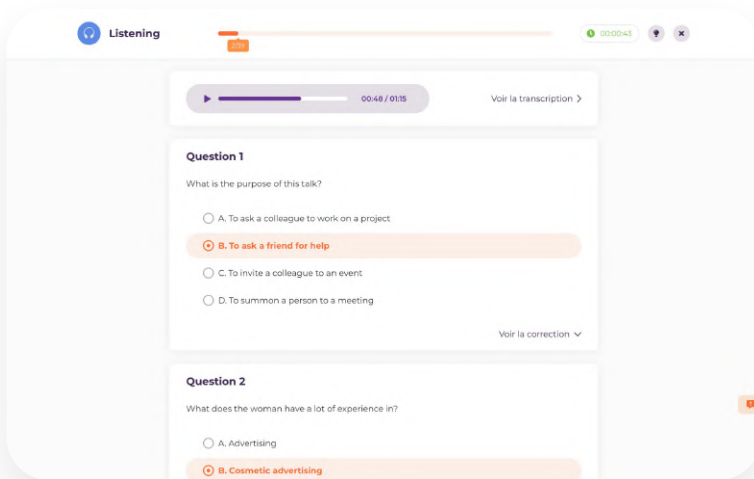 Listening
2/39
00:00:43
00:48 / 01:15
Voir la transcription
Question 1
What is the purpose of this talk?
A. To ask a colleague to work on a project
B. To ask a friend for help
C. To invite a colleague to an event
D. To summon a person to a meeting
Voir la correction
Question 2
What does the woman have a lot of experience in?
A. Advertising
B. Cosmetic advertising